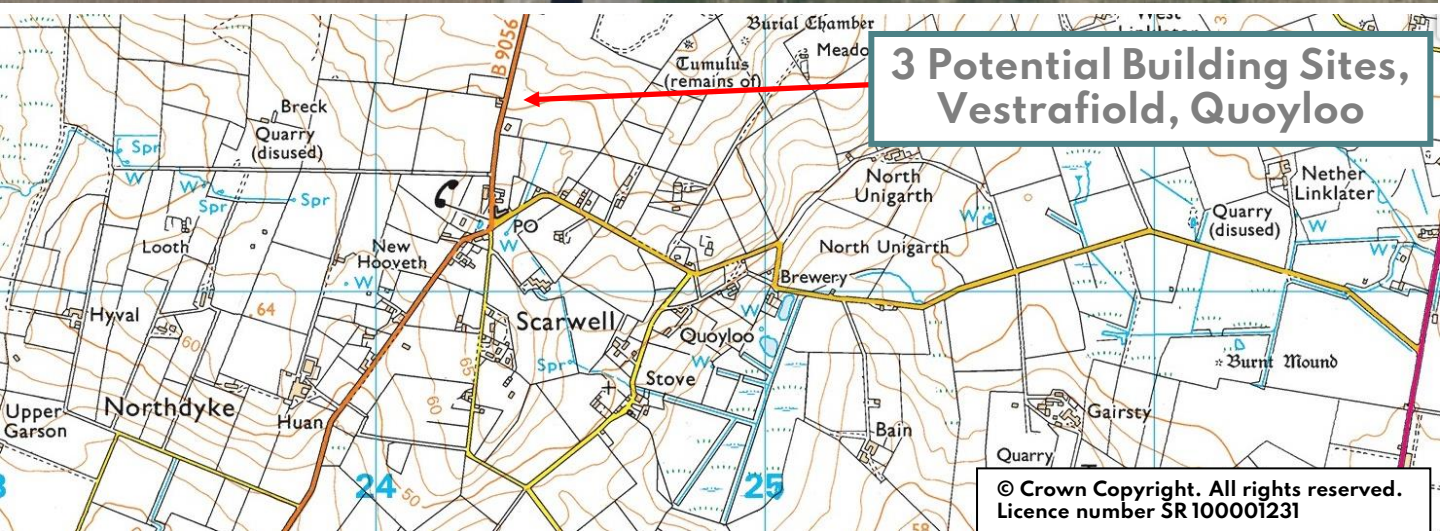 B 9056
Burial Chamber
Tumulus
(remains of)
3 Potential Building Sites,
Vestrafiold, Quoyloo
Breck
Quarry
(disused)
Spr
W
W
Spr
Spr
Looth
New
Hooveth
W
PO
W
North
Unigarth
W
North Unigarth
Quarry
(disused)
Nether
Linklater
W
Brewery
Hyval
64
60
Scarwell
W
Quoyloo
W
Spr
Stove
65
60
Burnt Mound
Upper
Garson
Northdyke
Huan
Bain
Gairsty
Quarry
24
50
25
© Crown Copyright. All rights reserved.
Licence number SR 100001231